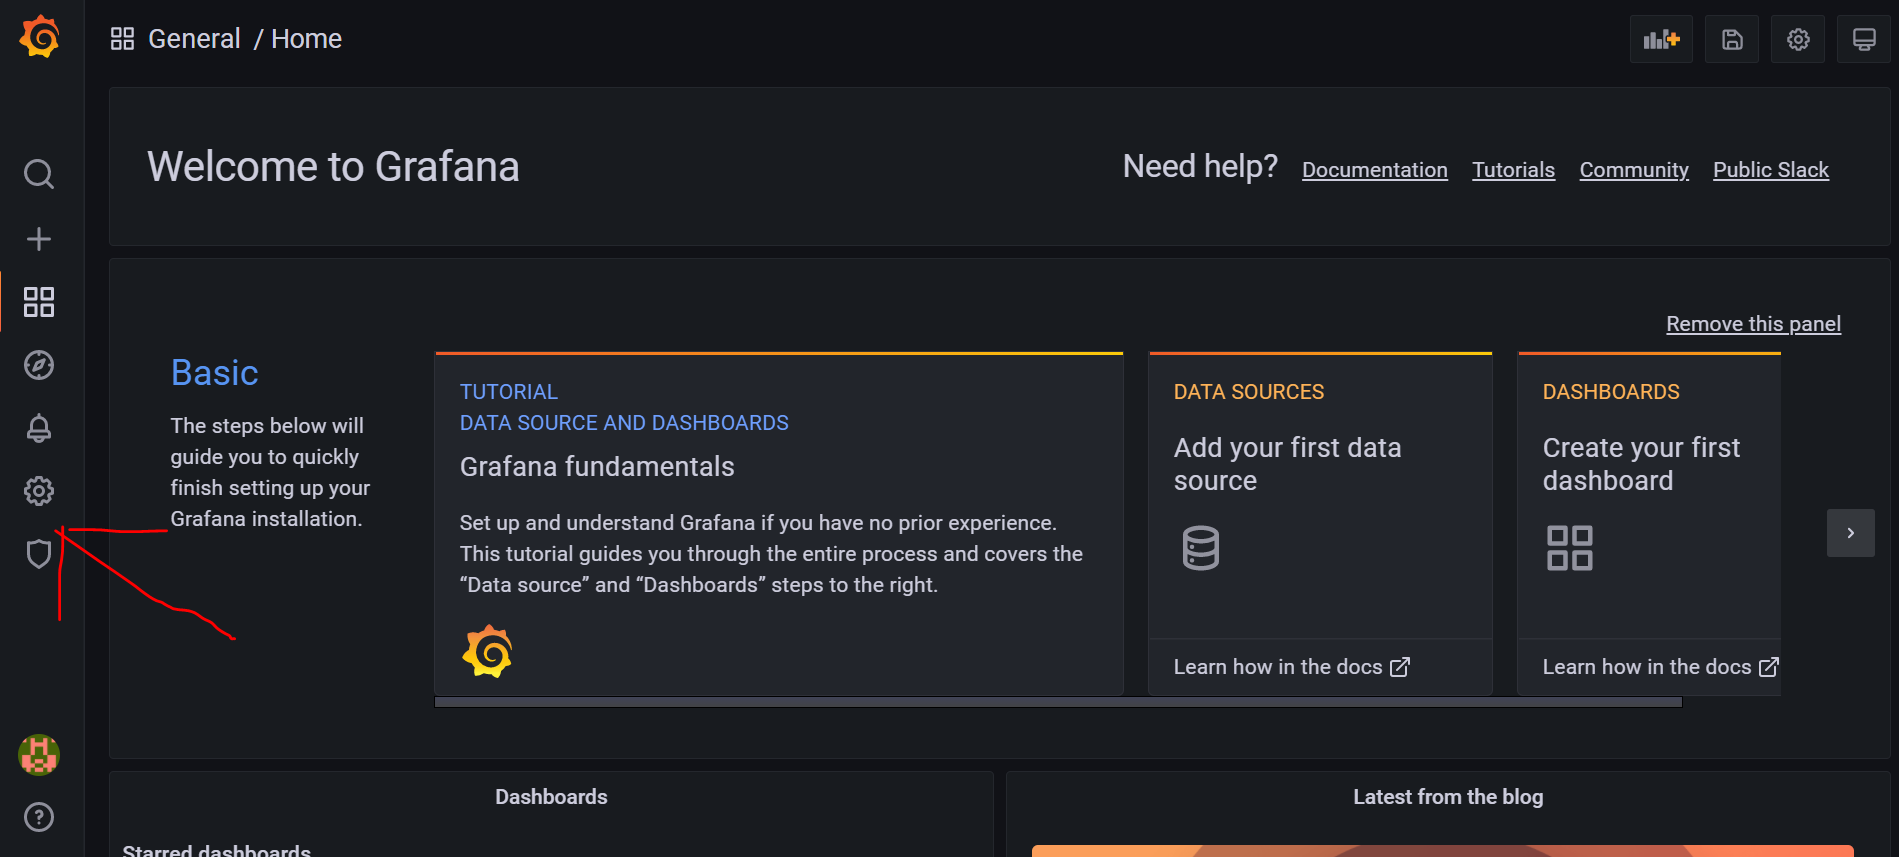 General / Home
Welcome to Grafana
Need help? Documentation Tutorials Community Public Slack
Remove this panel
Basic
The steps below will
guide you to quickly
finish setting up your
Grafana installation.
TUTORIAL
DATA SOURCE AND DASHBOARDS
Grafana fundamentals
Set up and understand Grafana if you have no prior experience.
This tutorial guides you through the entire process and covers the
“Data source” and “Dashboards” steps to the right.
DATA SOURCES
Add your first data
source
Learn how in the docs
DASHBOARDS
Create your first
dashboard
Learn how in the docs
Dashboards
Starred dashboards
Latest from the blog